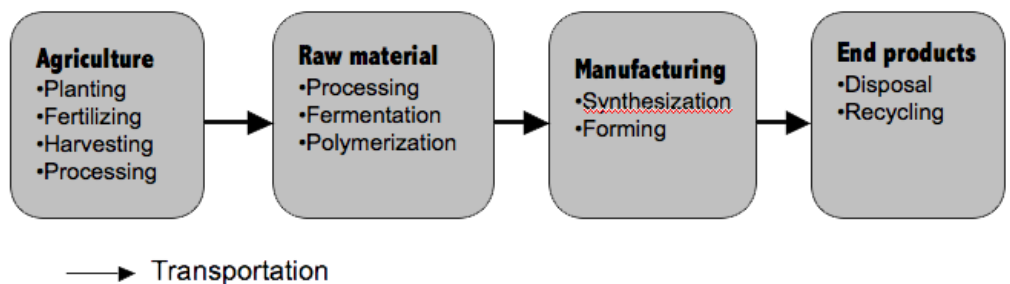 Agriculture
•Planting
•Fertilizing
•Harvesting
•Processing
Raw material
•Processing
•Fermentation
•Polymerization
Manufacturing
•Synthesization
•Forming
End products
•Disposal
•Recycling
Transportation